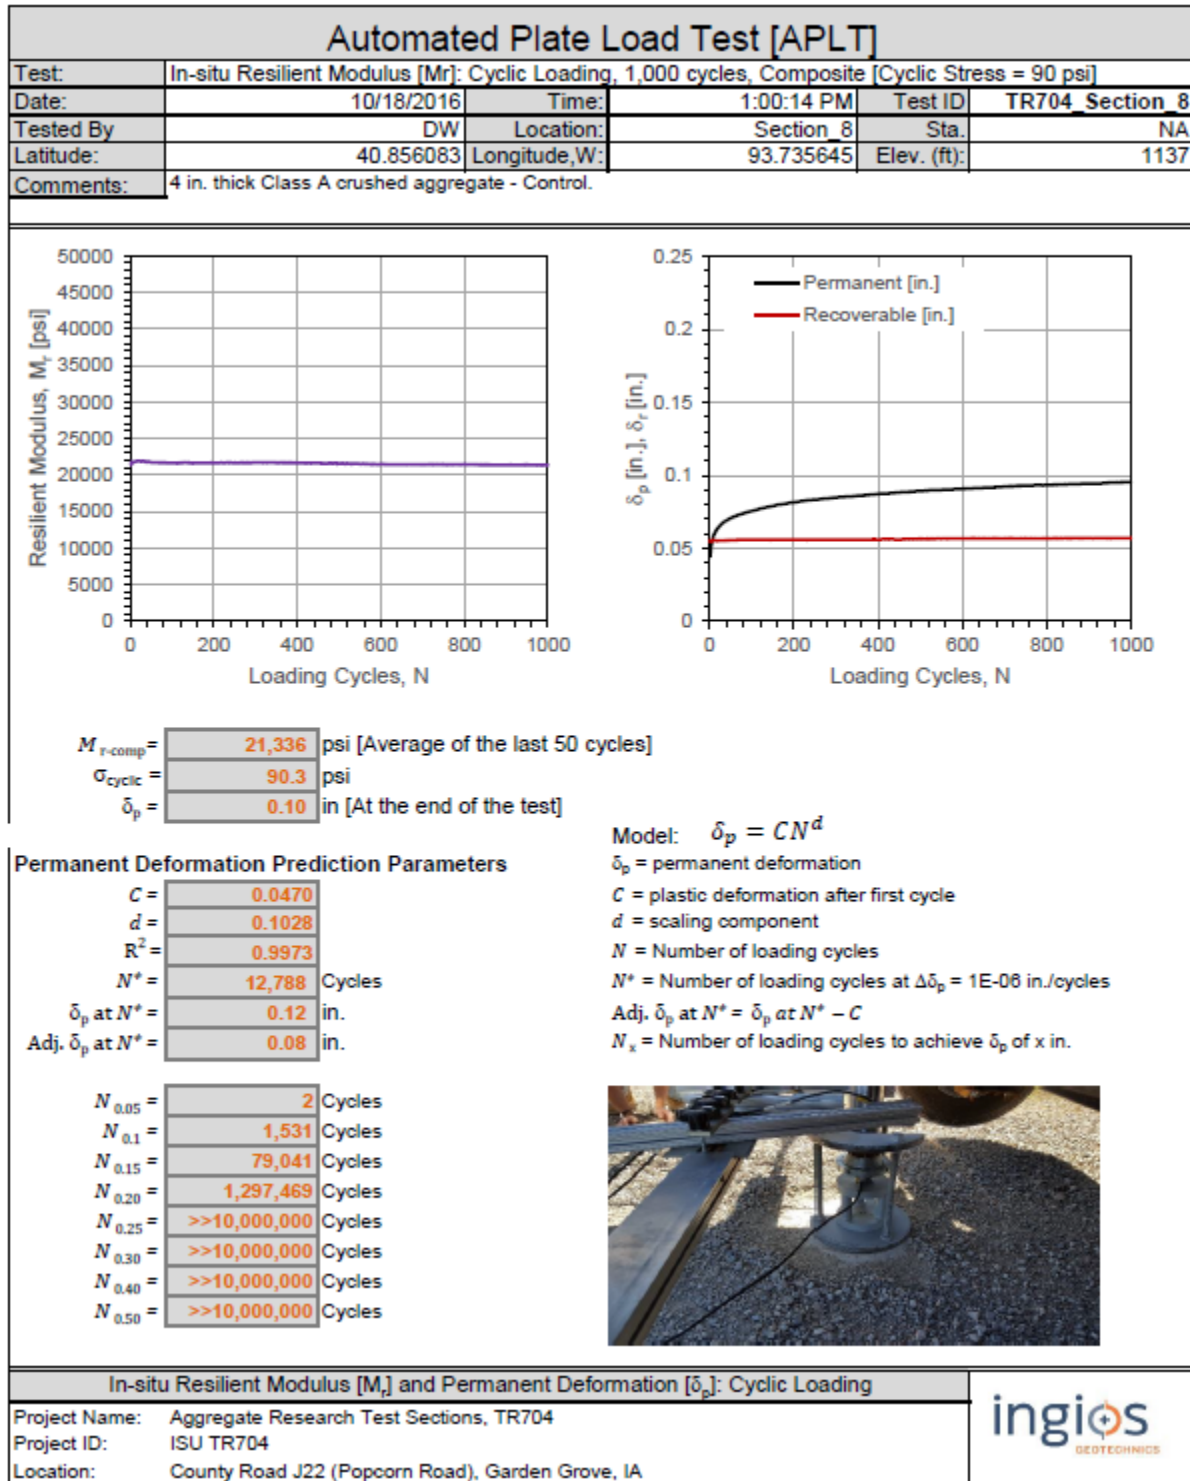 Automated Plate Load Test [APLT]
Test: In-situ Resilient Modulus [Mr]: Cyclic Loading, 1,000 cycles, Composite [Cyclic Stress = 90 psi]
Date: 10/18/2016 Time: 1:00:14 PM Test ID TR704_Section_8
Tested By DW Location: Section_8 Sta. NA
Latitude: 40.856083 Longitude,W: 93.735645 Elev. (ft): 1137
Comments: 4 in. thick Class A crushed aggregate - Control.
Resilient Modulus, Mr [psi]
50000
45000
40000
35000
30000
25000
20000
15000
10000
5000
0
0 200 400 600 800 1000
Loading Cycles, N
δp [in.], δr [in.]
0.25
0.2
0.15
0.1
0.05
0
Permanent [in.]
Recoverable [in.]
0 200 400 600 800 1000
Loading Cycles, N
M r-comp = 21,336 psi [Average of the last 50 cycles]
σcyclic = 90.3 psi
δp = 0.10 in [At the end of the test]
Permanent Deformation Prediction Parameters
C = 0.0470
d = 0.1028
R² = 0.9973
N* = 12,788 Cycles
δp at N* = 0.12 in.
Adj. δp at N* = 0.08 in.
Model: δp = CN^d
δp = permanent deformation
C = plastic deformation after first cycle
d = scaling component
N = Number of loading cycles
N* = Number of loading cycles at Δδp = 1E-06 in./cycles
Adj. δp at N* = δp at N* − C
Nx = Number of loading cycles to achieve δp of x in.
N 0.05 = 2 Cycles
N 0.1 = 1,531 Cycles
N 0.15 = 79,041 Cycles
N 0.20 = 1,297,469 Cycles
N 0.25 = >>10,000,000 Cycles
N 0.30 = >>10,000,000 Cycles
N 0.40 = >>10,000,000 Cycles
N 0.50 = >>10,000,000 Cycles
In-situ Resilient Modulus [Mr] and Permanent Deformation [δp]: Cyclic Loading
Project Name: Aggregate Research Test Sections, TR704
Project ID: ISU TR704
Location: County Road J22 (Popcorn Road), Garden Grove, IA
ingios
GEOTECHNICS